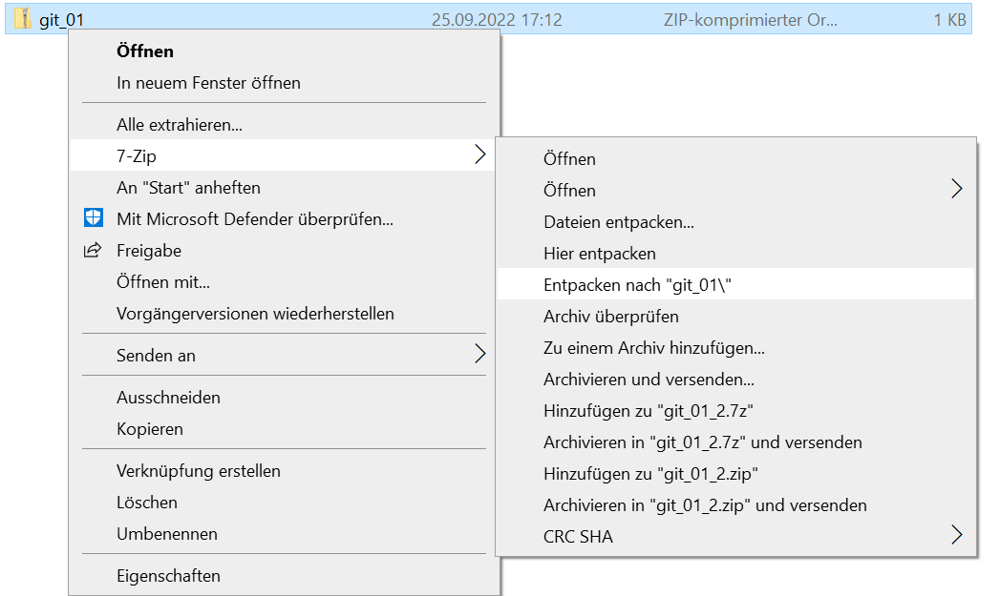 git_01 25.09.2022 17:12 ZIP-komprimierter Or... 1 KB
Öffnen
In neuem Fenster öffnen
Alle extrahieren...
7-Zip
An "Start" anheften
Mit Microsoft Defender überprüfen...
Freigabe
Öffnen mit...
Vorgängerversionen wiederherstellen
Senden an
Ausschneiden
Kopieren
Verknüpfung erstellen
Löschen
Umbenennen
Eigenschaften
Öffnen
Öffnen
Dateien entpacken...
Hier entpacken
Entpacken nach "git_01\"
Archiv überprüfen
Zu einem Archiv hinzufügen...
Archivieren und versenden...
Hinzufügen zu "git_01_2.7z"
Archivieren in "git_01_2.7z" und versenden
Hinzufügen zu "git_01_2.zip"
Archivieren in "git_01_2.zip" und versenden
CRC SHA